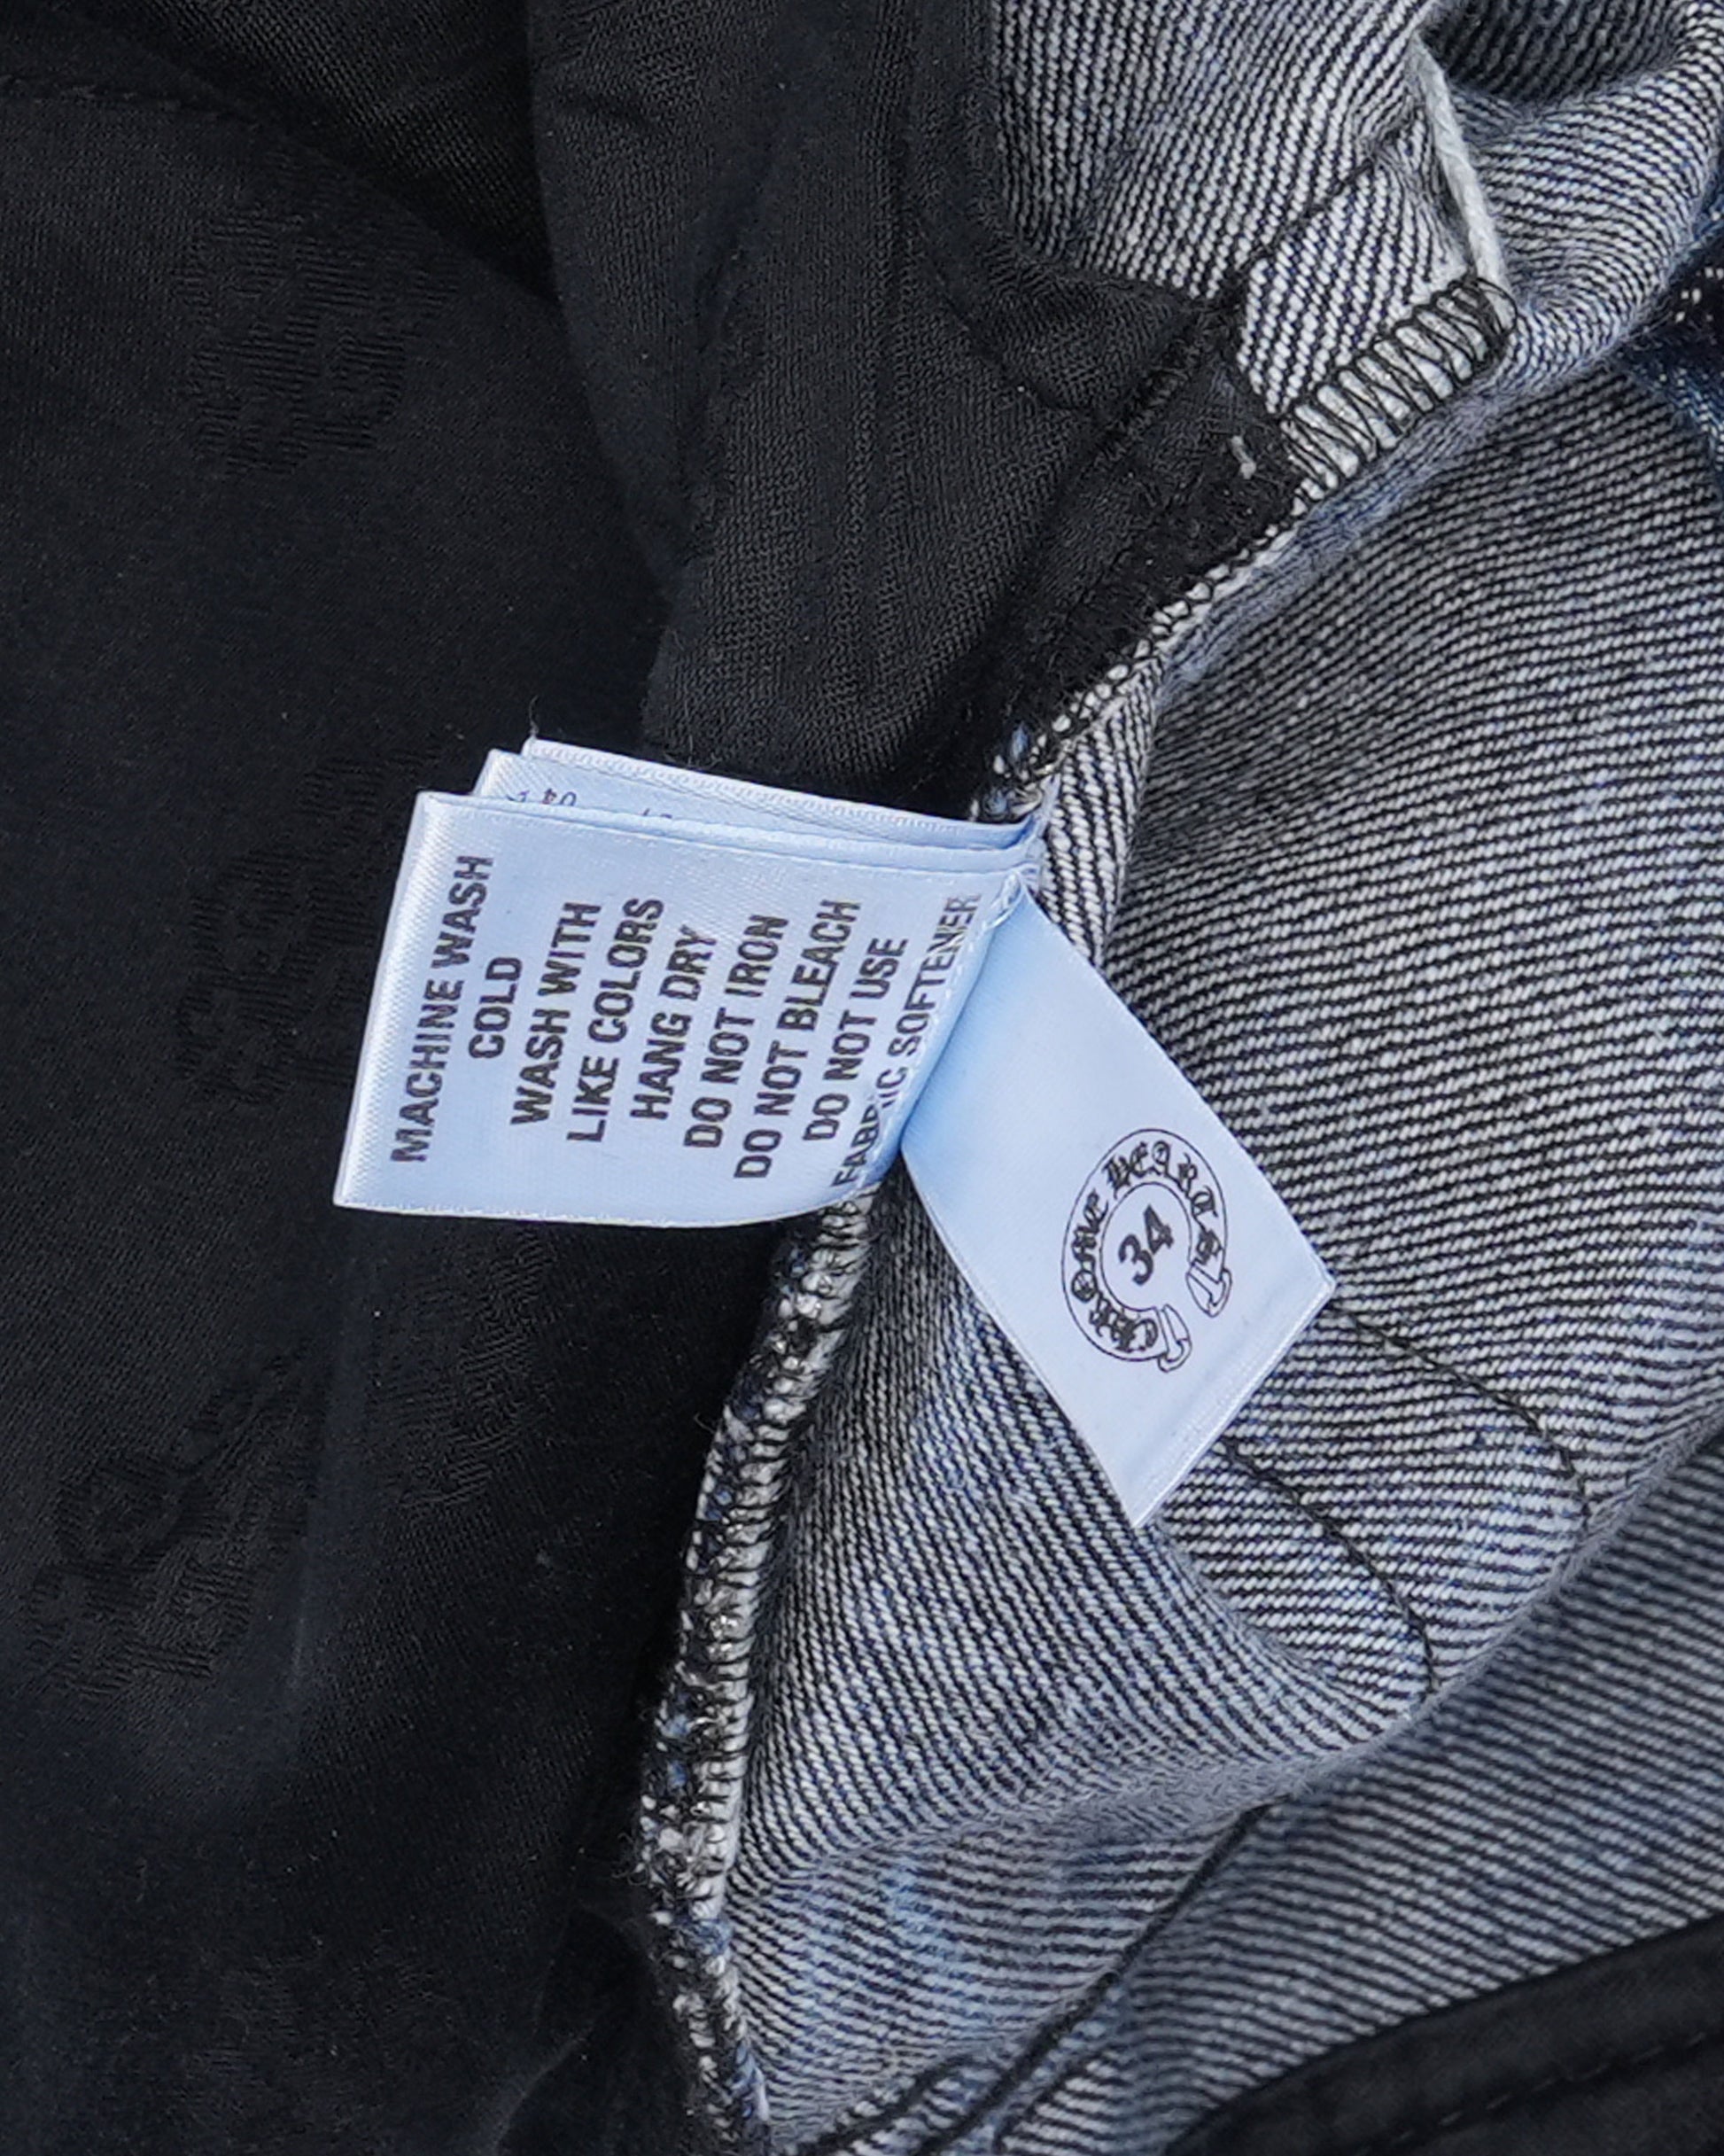 MACHINE WASH
COLD
WASH WITH
LIKE COLORS
HANG DRY
DO NOT IRON
DO NOT BLEACH
DO NOT USE
FABRIC SOFTENER
CHROME HEARTS
34